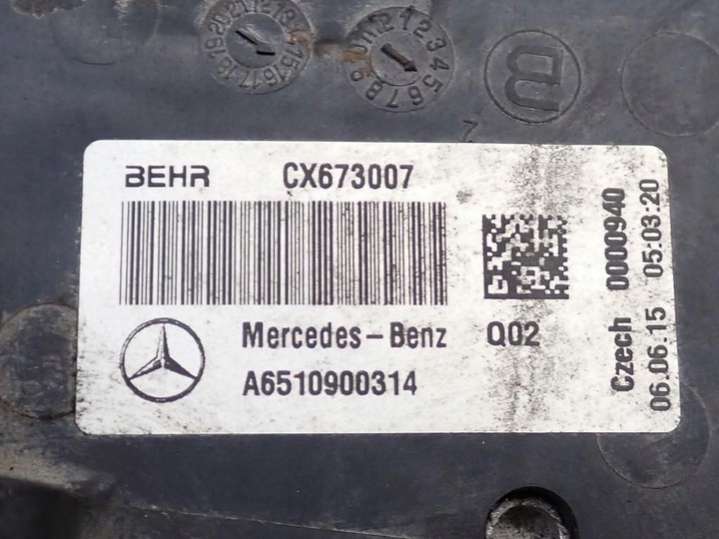 BEHR CX673007
Mercedes-Benz Q02
A6510900314
Czech 0000940
06.06.15 05:03:20